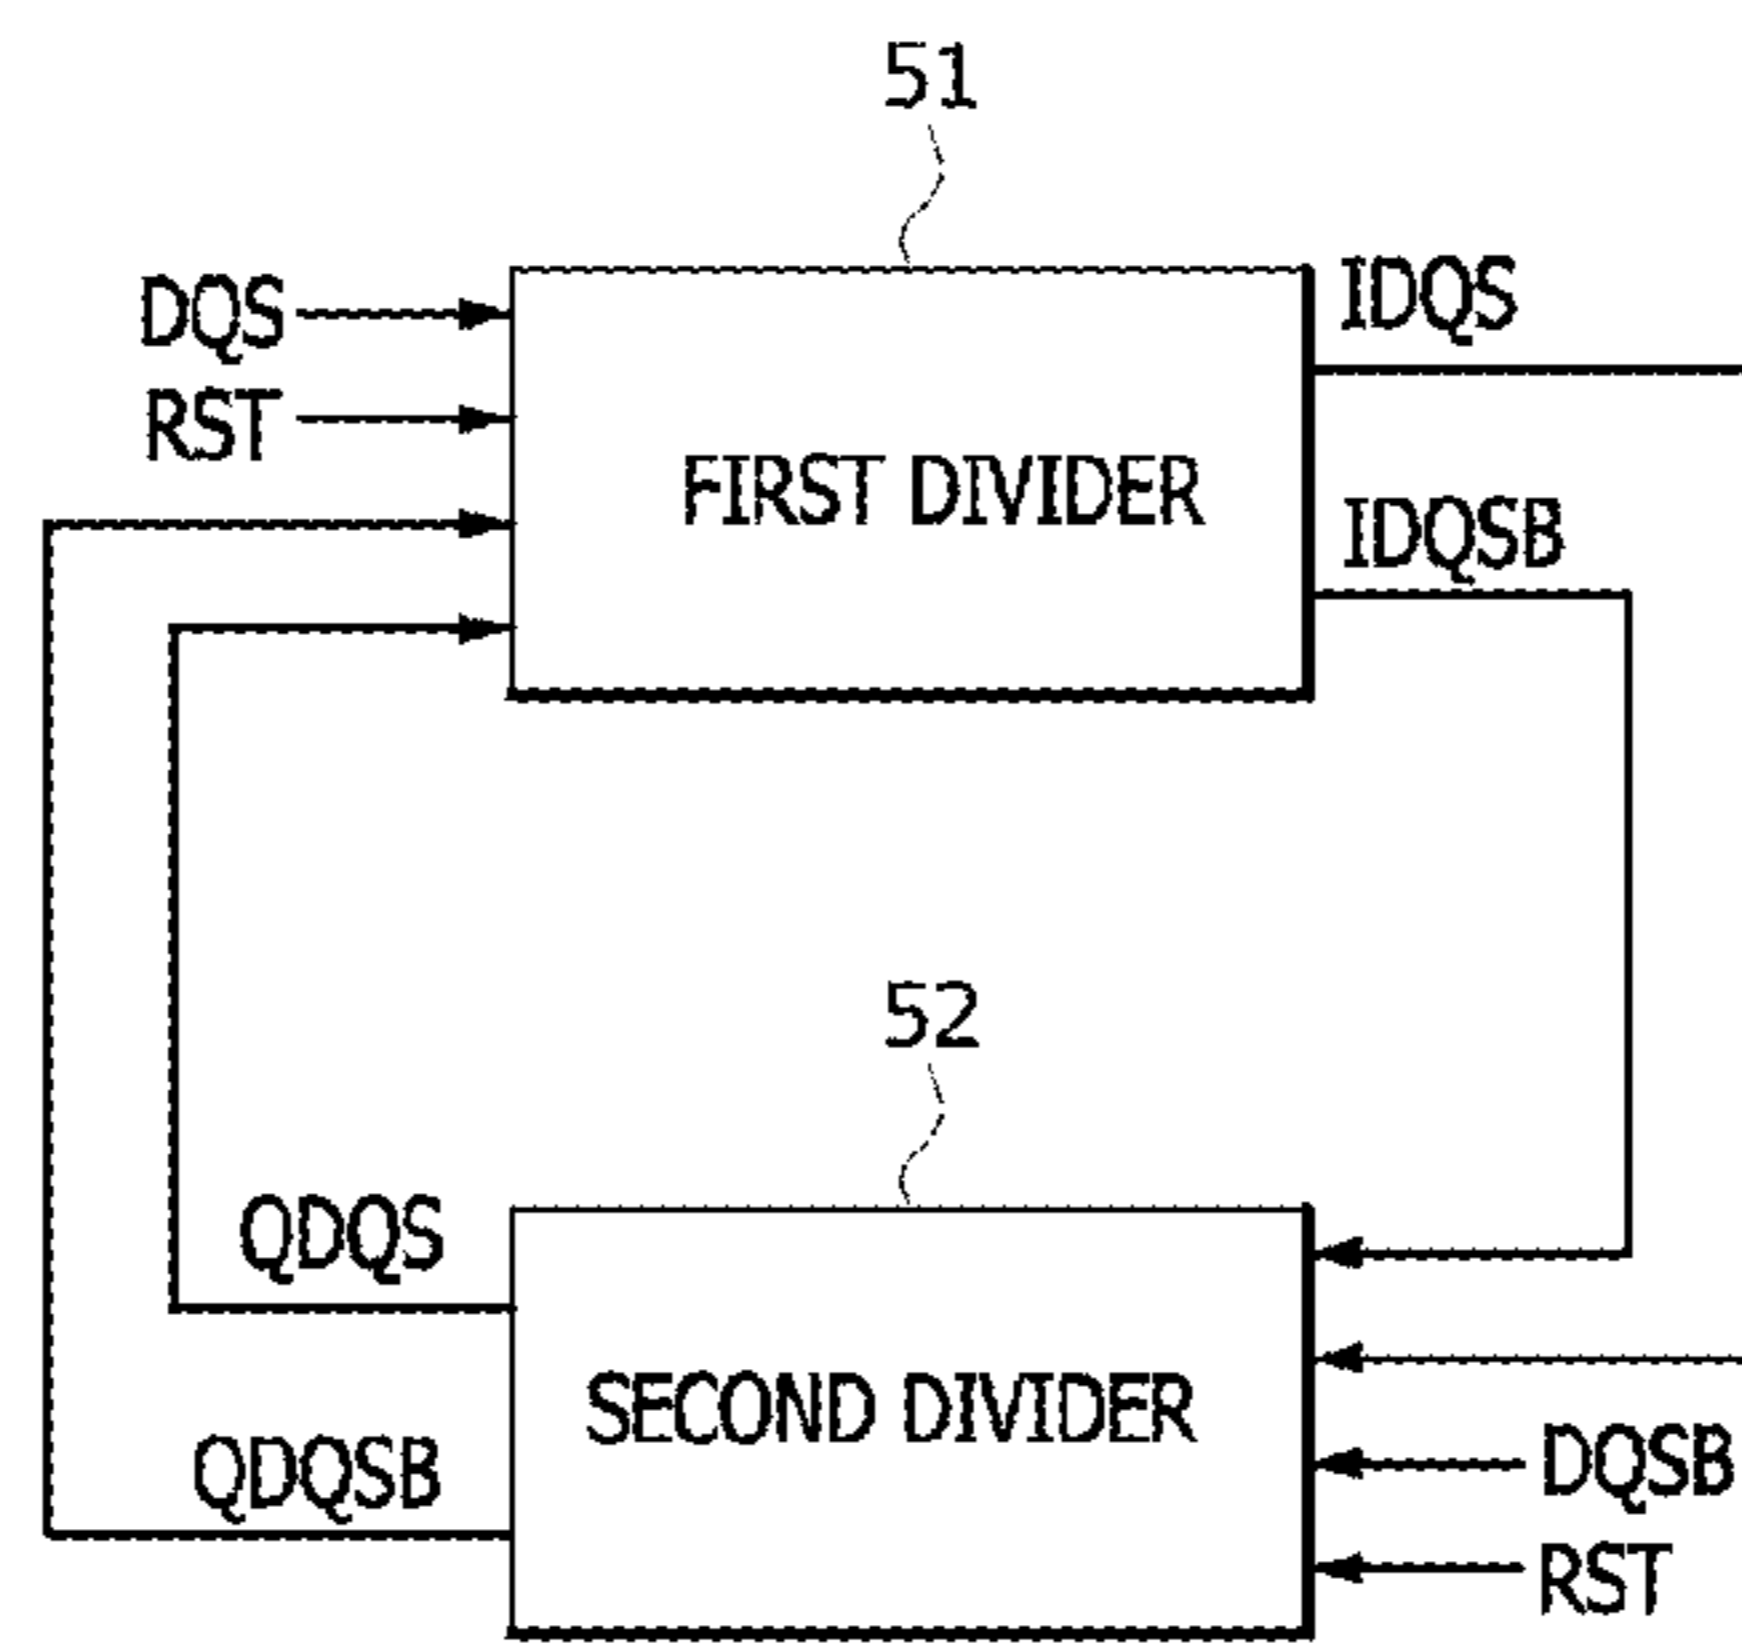 51
DQS
RST
FIRST DIVIDER
IDQS
IDQSB
52
QDQS
QDQSB
SECOND DIVIDER
DQSB
RST